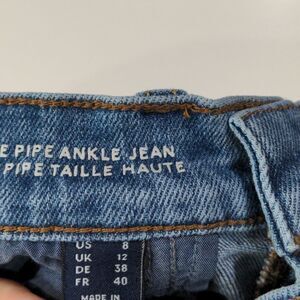 E PIPE ANKLE JEAN
PIPE TAILLE HAUTE
US 8
UK 12
DE 38
FR 40
MADE IN